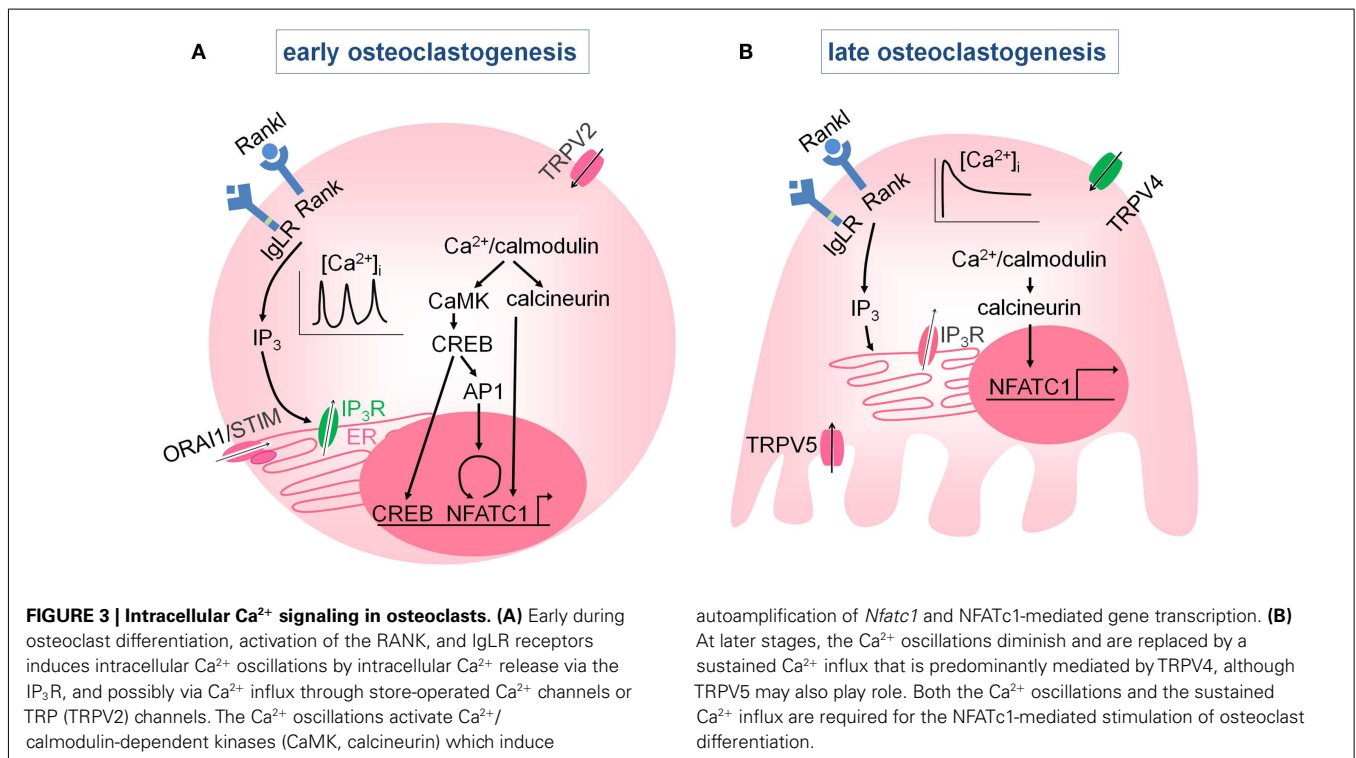 A
early osteoclastogenesis
Rankl
Rank
IgLR
TRPV2
[Ca²⁺]ᵢ
Ca²⁺/calmodulin
CaMK
calcineurin
IP₃
CREB
AP1
ORAI1/STIM
IP₃R
ER
CREB NFATC1
B
late osteoclastogenesis
Rankl
Rank
IgLR
[Ca²⁺]ᵢ
TRPV4
Ca²⁺/calmodulin
IP₃
calcineurin
IP₃R
NFATC1
TRPV5
FIGURE 3 | Intracellular Ca²⁺ signaling in osteoclasts. (A) Early during
osteoclast differentiation, activation of the RANK, and IgLR receptors
induces intracellular Ca²⁺ oscillations by intracellular Ca²⁺ release via the
IP₃R, and possibly via Ca²⁺ influx through store-operated Ca²⁺ channels or
TRP (TRPV2) channels. The Ca²⁺ oscillations activate Ca²⁺/
calmodulin-dependent kinases (CaMK, calcineurin) which induce
autoamplification of Nfatc1 and NFATc1-mediated gene transcription. (B)
At later stages, the Ca²⁺ oscillations diminish and are replaced by a
sustained Ca²⁺ influx that is predominantly mediated by TRPV4, although
TRPV5 may also play role. Both the Ca²⁺ oscillations and the sustained
Ca²⁺ influx are required for the NFATc1-mediated stimulation of osteoclast
differentiation.